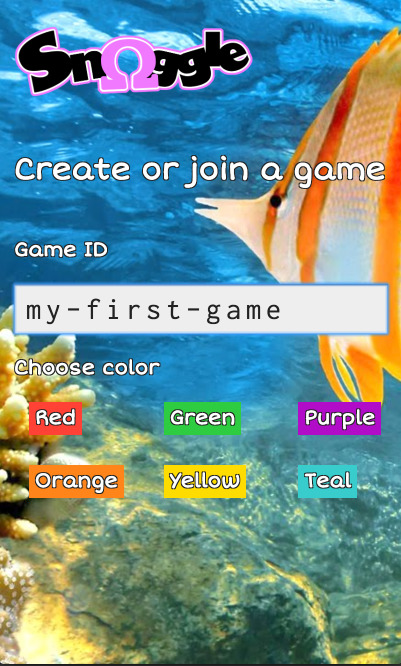 SnΩggle
Create or join a game
Game ID
my-first-game
Choose color
Red Green Purple
Orange Yellow Teal